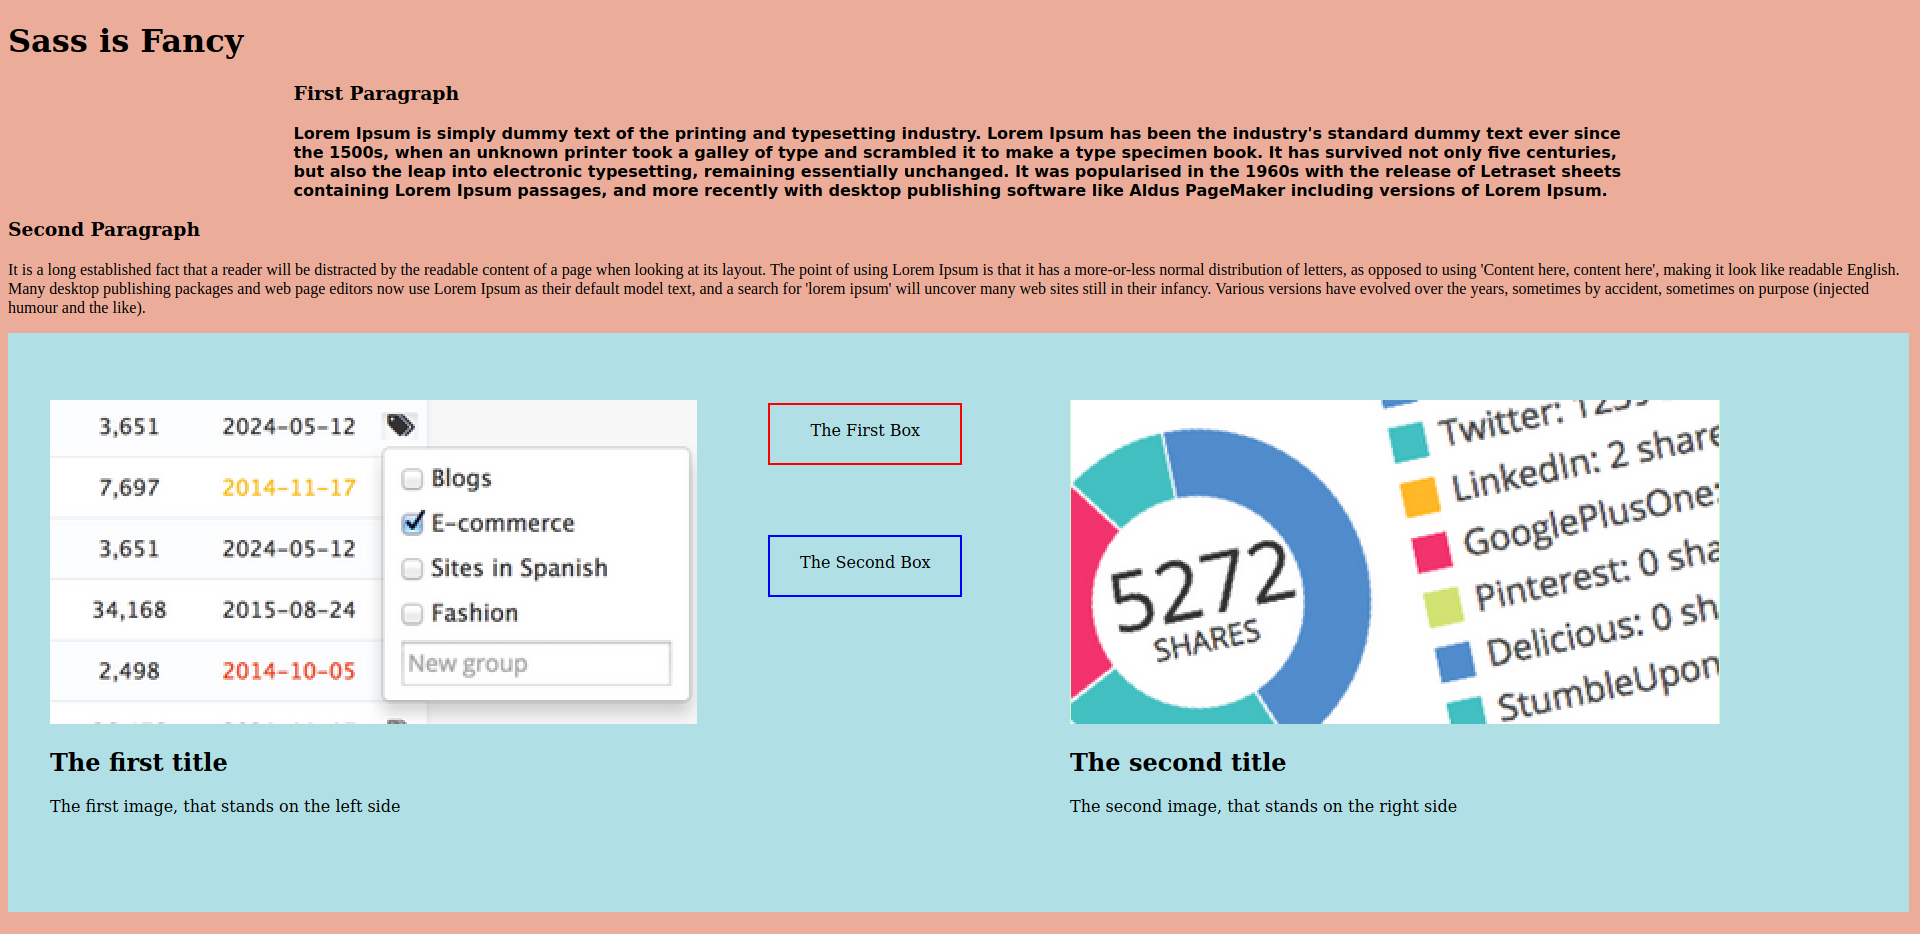 Sass is Fancy
First Paragraph
Lorem Ipsum is simply dummy text of the printing and typesetting industry. Lorem Ipsum has been the industry's standard dummy text ever since
the 1500s, when an unknown printer took a galley of type and scrambled it to make a type specimen book. It has survived not only five centuries,
but also the leap into electronic typesetting, remaining essentially unchanged. It was popularised in the 1960s with the release of Letraset sheets
containing Lorem Ipsum passages, and more recently with desktop publishing software like Aldus PageMaker including versions of Lorem Ipsum.
Second Paragraph
It is a long established fact that a reader will be distracted by the readable content of a page when looking at its layout. The point of using Lorem Ipsum is that it has a more-or-less normal distribution of letters, as opposed to using 'Content here, content here', making it look like readable English.
Many desktop publishing packages and web page editors now use Lorem Ipsum as their default model text, and a search for 'lorem ipsum' will uncover many web sites still in their infancy. Various versions have evolved over the years, sometimes by accident, sometimes on purpose (injected
humour and the like).
3,651 2024-05-12
7,697 2014-11-17
3,651 2024-05-12
34,168 2015-08-24
2,498 2014-10-05
Blogs
E-commerce
Sites in Spanish
Fashion
New group
The first title
The first image, that stands on the left side
The First Box
The Second Box
5272
SHARES
Twitter:
LinkedIn: 2 share
GooglePlusOne:
Pinterest: 0 sha
Delicious: 0 sh
StumbleUpon
The second title
The second image, that stands on the right side